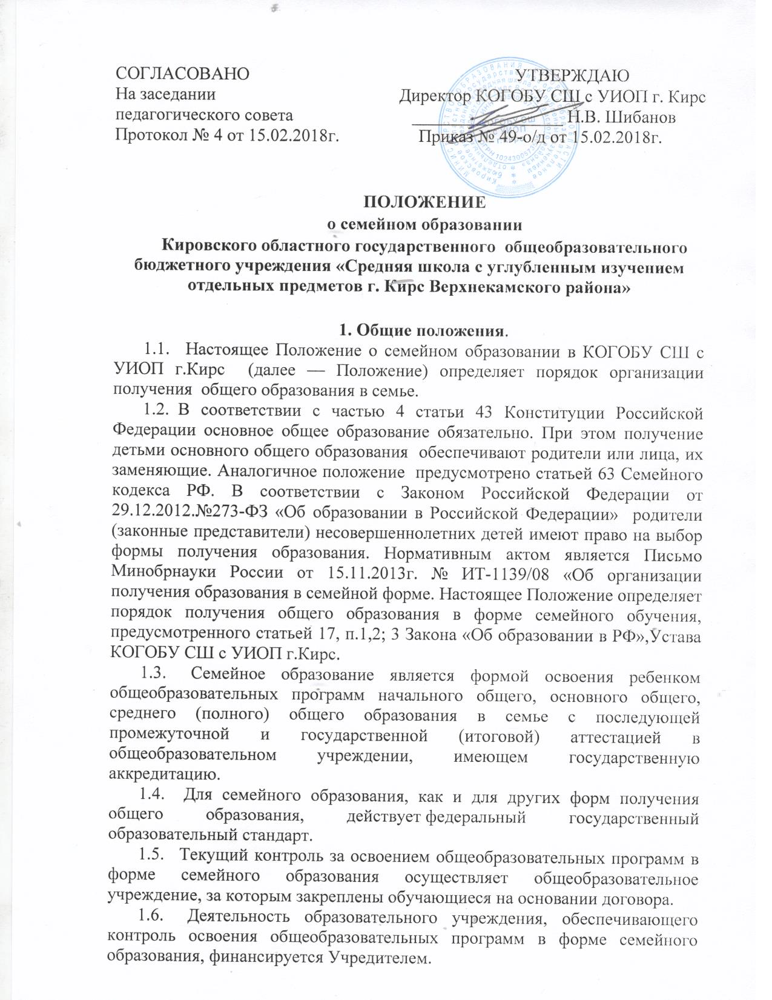 СОГЛАСОВАНО
На заседании
педагогического совета
Протокол № 4 от 15.02.2018г.
УТВЕРЖДАЮ
Директор КОГОБУ СШ с УИОП г. Кирс
__________________ Н.В. Шибанов
Приказ № 49-о/д от 15.02.2018г.
ПОЛОЖЕНИЕ
о семейном образовании
Кировского областного государственного общеобразовательного
бюджетного учреждения «Средняя школа с углубленным изучением
отдельных предметов г. Кирс Верхнекамского района»
1. Общие положения.
1.1. Настоящее Положение о семейном образовании в КОГОБУ СШ с
УИОП г.Кирс (далее — Положение) определяет порядок организации
получения общего образования в семье.
1.2. В соответствии с частью 4 статьи 43 Конституции Российской
Федерации основное общее образование обязательно. При этом получение
детьми основного общего образования обеспечивают родители или лица, их
заменяющие. Аналогичное положение предусмотрено статьей 63 Семейного
кодекса РФ. В соответствии с Законом Российской Федерации от
29.12.2012.№273-ФЗ «Об образовании в Российской Федерации» родители
(законные представители) несовершеннолетних детей имеют право на выбор
формы получения образования. Нормативным актом является Письмо
Минобрнауки России от 15.11.2013г. № ИТ-1139/08 «Об организации
получения образования в семейной форме. Настоящее Положение определяет
порядок получения общего образования в форме семейного обучения,
предусмотренного статьей 17, п.1,2; 3 Закона «Об образовании в РФ»,Устава
КОГОБУ СШ с УИОП г.Кирс.
1.3. Семейное образование является формой освоения ребенком
общеобразовательных программ начального общего, основного общего,
среднего (полного) общего образования в семье с последующей
промежуточной и государственной (итоговой) аттестацией в
общеобразовательном учреждении, имеющем государственную
аккредитацию.
1.4. Для семейного образования, как и для других форм получения
общего образования, действует федеральный государственный
образовательный стандарт.
1.5. Текущий контроль за освоением общеобразовательных программ в
форме семейного образования осуществляет общеобразовательное
учреждение, за которым закреплены обучающиеся на основании договора.
1.6. Деятельность образовательного учреждения, обеспечивающего
контроль освоения общеобразовательных программ в форме семейного
образования, финансируется Учредителем.